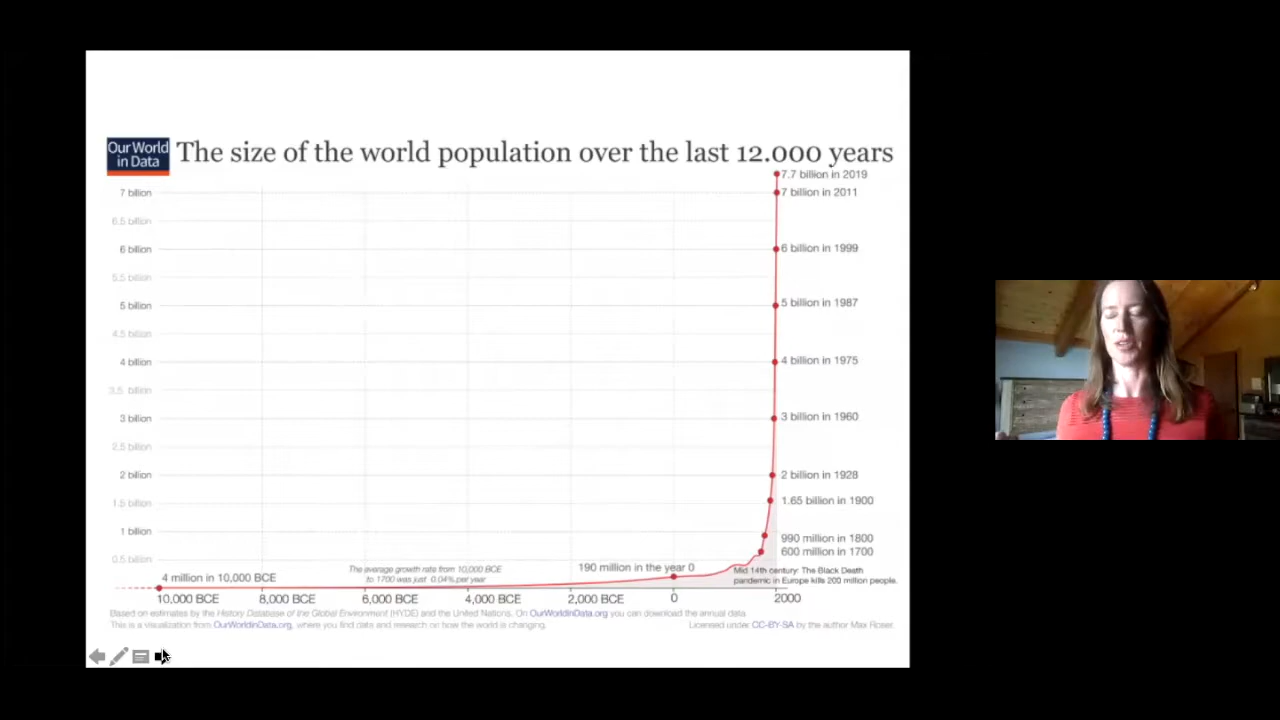 Our World
in Data
The size of the world population over the last 12.000 years
7.7 billion in 2019
7 billion
7 billion in 2011
6.5 billion
6 billion
6 billion in 1999
5.5 billion
5 billion
5 billion in 1987
4.5 billion
4 billion
4 billion in 1975
3.5 billion
3 billion
3 billion in 1960
2.5 billion
2 billion
2 billion in 1928
1.5 billion
1.65 billion in 1900
1 billion
990 million in 1800
600 million in 1700
0.5 billion
4 million in 10,000 BCE
The average growth rate from 10,000 BCE
to 1700 was just 0.04% per year
190 million in the year 0
Mid 14th century: The Black Death
pandemic in Europe kills 200 million people.
10,000 BCE
8,000 BCE
6,000 BCE
4,000 BCE
2,000 BCE
0
2000
Based on estimates by the History Database of the Global Environment (HYDE) and the United Nations. On OurWorldinData.org you can download the annual data.
This is a visualization from OurWorldinData.org, where you find data and research on how the world is changing.
Licensed under CC-BY-SA by the author Max Roser.